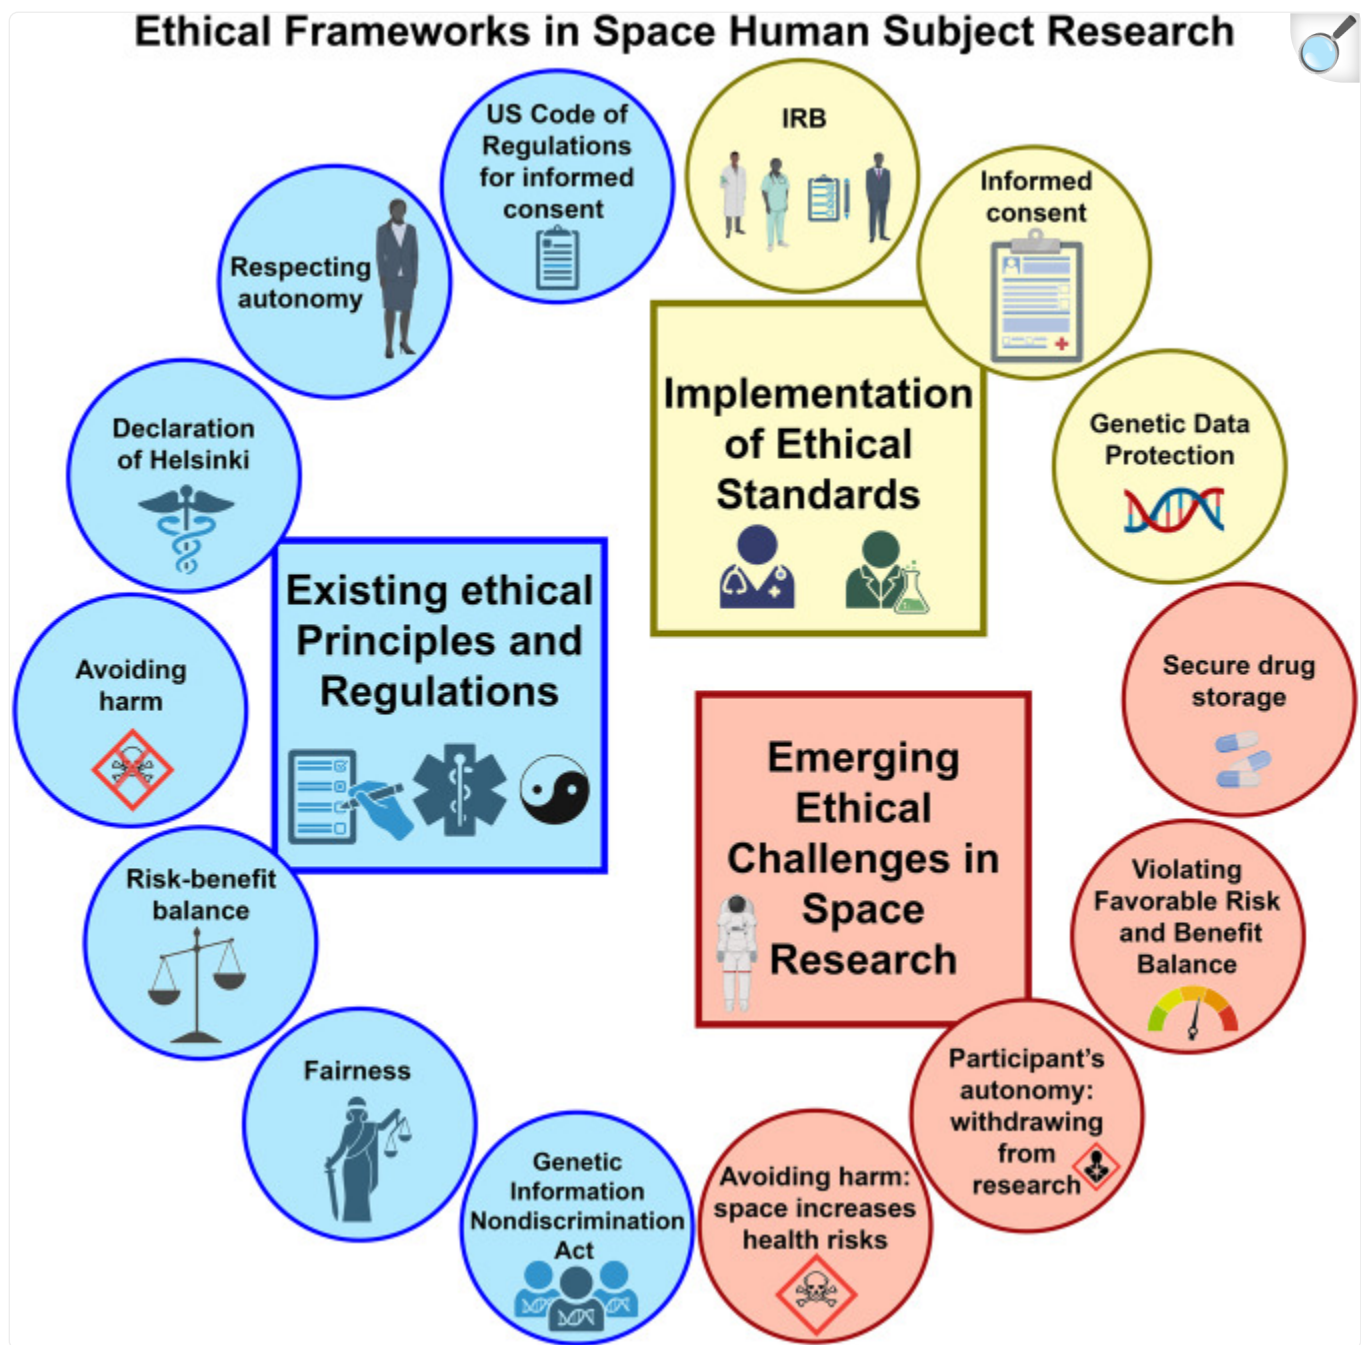 Ethical Frameworks in Space Human Subject Research
US Code of
Regulations
for informed
consent
IRB
Informed
consent
Respecting
autonomy
Genetic Data
Protection
Declaration
of Helsinki
Implementation
of Ethical
Standards
Existing ethical
Principles and
Regulations
Avoiding
harm
Secure drug
storage
Emerging
Ethical
Challenges in
Space
Research
Risk-benefit
balance
Violating
Favorable Risk
and Benefit
Balance
Fairness
Participant’s
autonomy:
withdrawing
from
research
Genetic
Information
Nondiscrimination
Act
Avoiding harm:
space increases
health risks